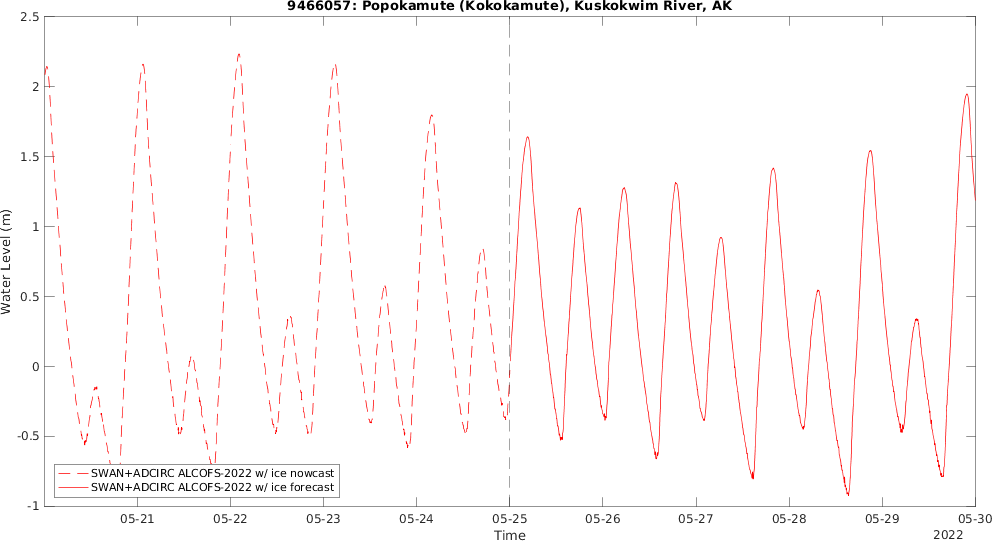 9466057: Popokamute (Kokokamute), Kuskokwim River, AK
2.5
2
1.5
1
0.5
0
-0.5
-1
Water Level (m)
SWAN+ADCIRC ALCOFS-2022 w/ ice nowcast
SWAN+ADCIRC ALCOFS-2022 w/ ice forecast
05-21 05-22 05-23 05-24 05-25 05-26 05-27 05-28 05-29 05-30
Time 2022